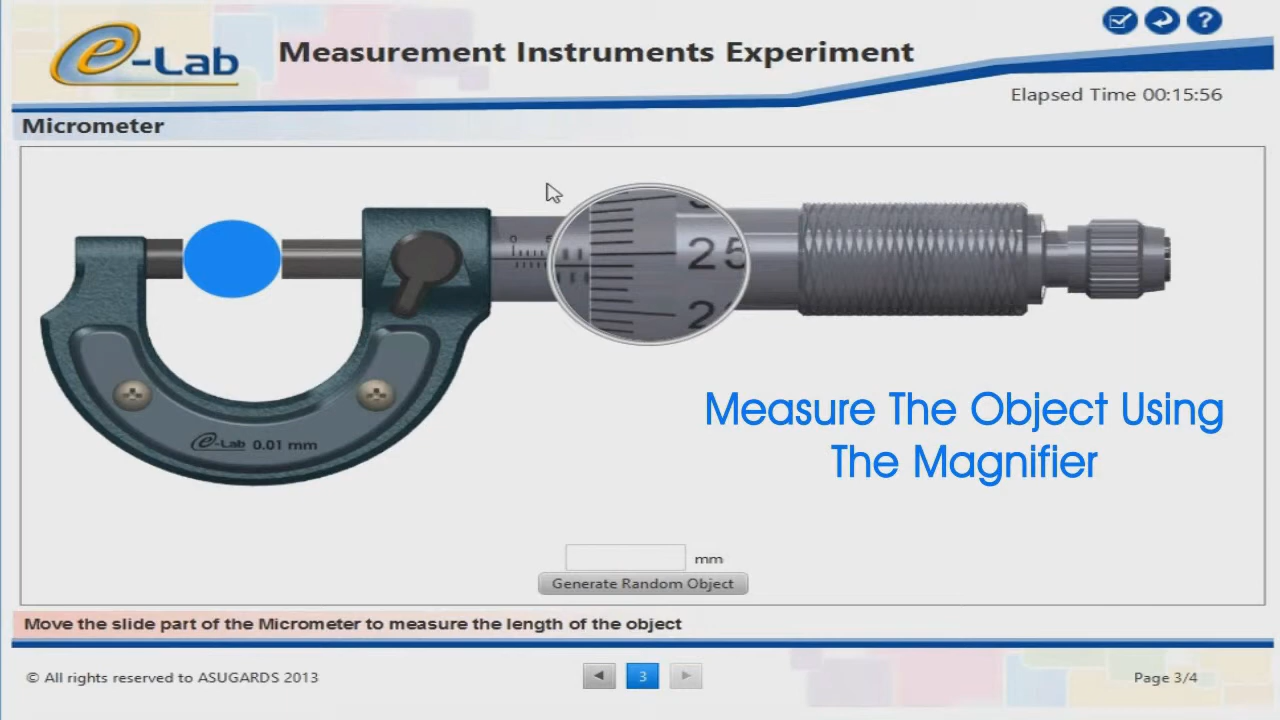 e-Lab
Measurement Instruments Experiment
Elapsed Time 00:15:56
Micrometer
0
25
Measure The Object Using
The Magnifier
e-Lab 0.01 mm
mm
Generate Random Object
Move the slide part of the Micrometer to measure the length of the object
© All rights reserved to ASUGARDS 2013
3
Page 3/4